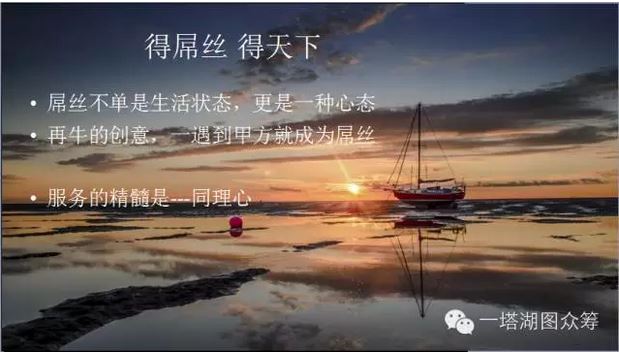 得屌丝 得天下
• 屌丝不单是生活状态，更是一种心态
• 再牛的创意，一遇到甲方就成为屌丝
• 服务的精髓是---同理心
一塔湖图众筹